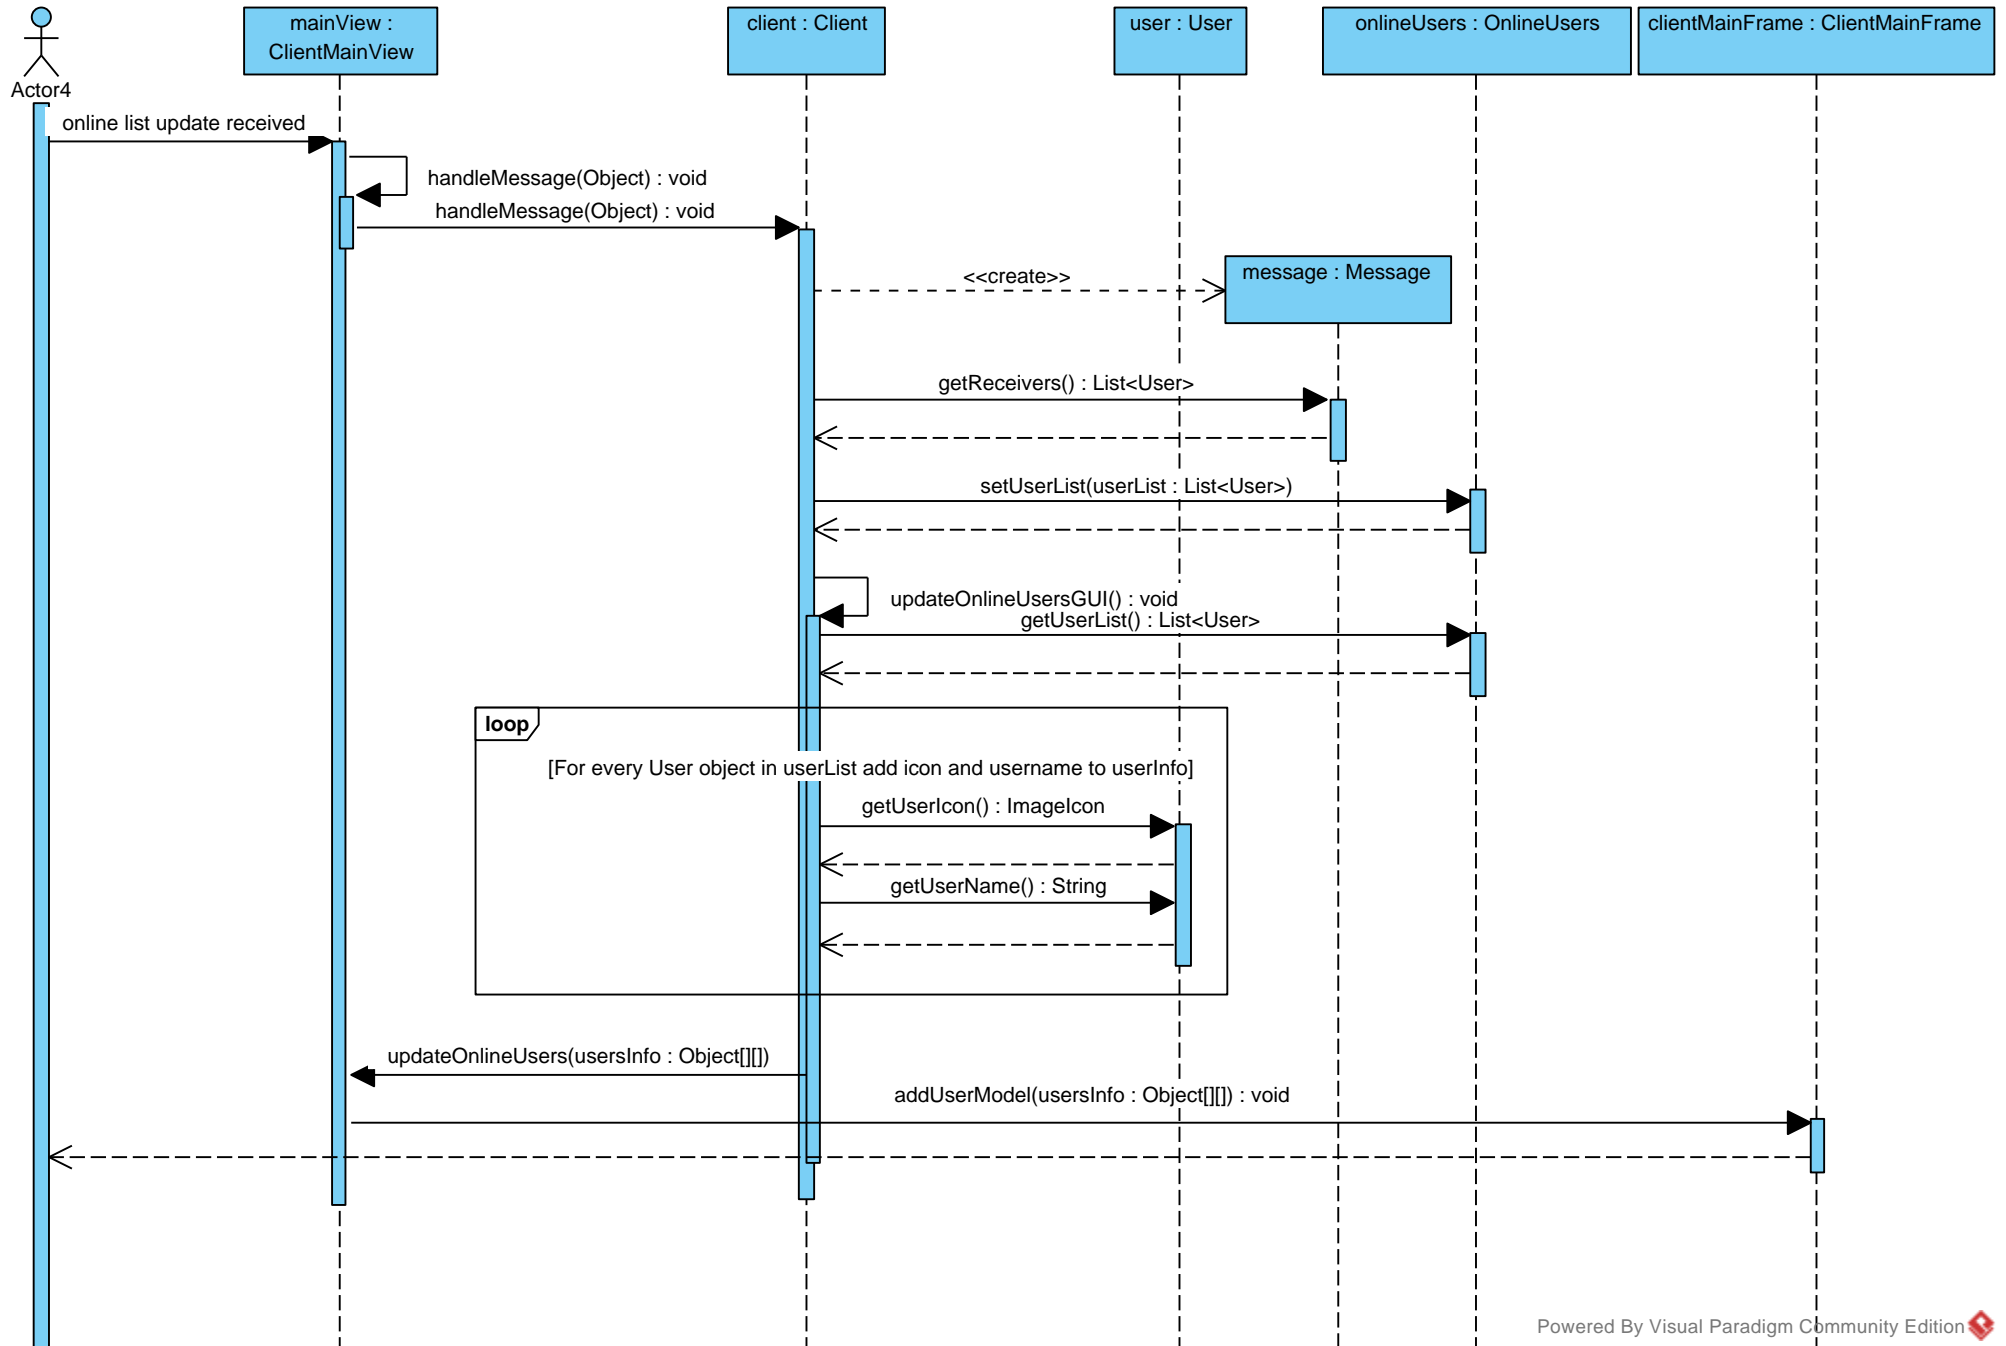 Actor4
mainView :
ClientMainView
client : Client
user : User
onlineUsers : OnlineUsers
clientMainFrame : ClientMainFrame
online list update received
handleMessage(Object) : void
handleMessage(Object) : void
<<create>>
message : Message
getReceivers() : List<User>
setUserList(userList : List<User>)
updateOnlineUsersGUI() : void
getUserList() : List<User>
loop
[For every User object in userList add icon and username to userInfo]
getUserIcon() : ImageIcon
getUserName() : String
updateOnlineUsers(usersInfo : Object[][])
addUserModel(usersInfo : Object[][]) : void
Powered By Visual Paradigm Community Edition